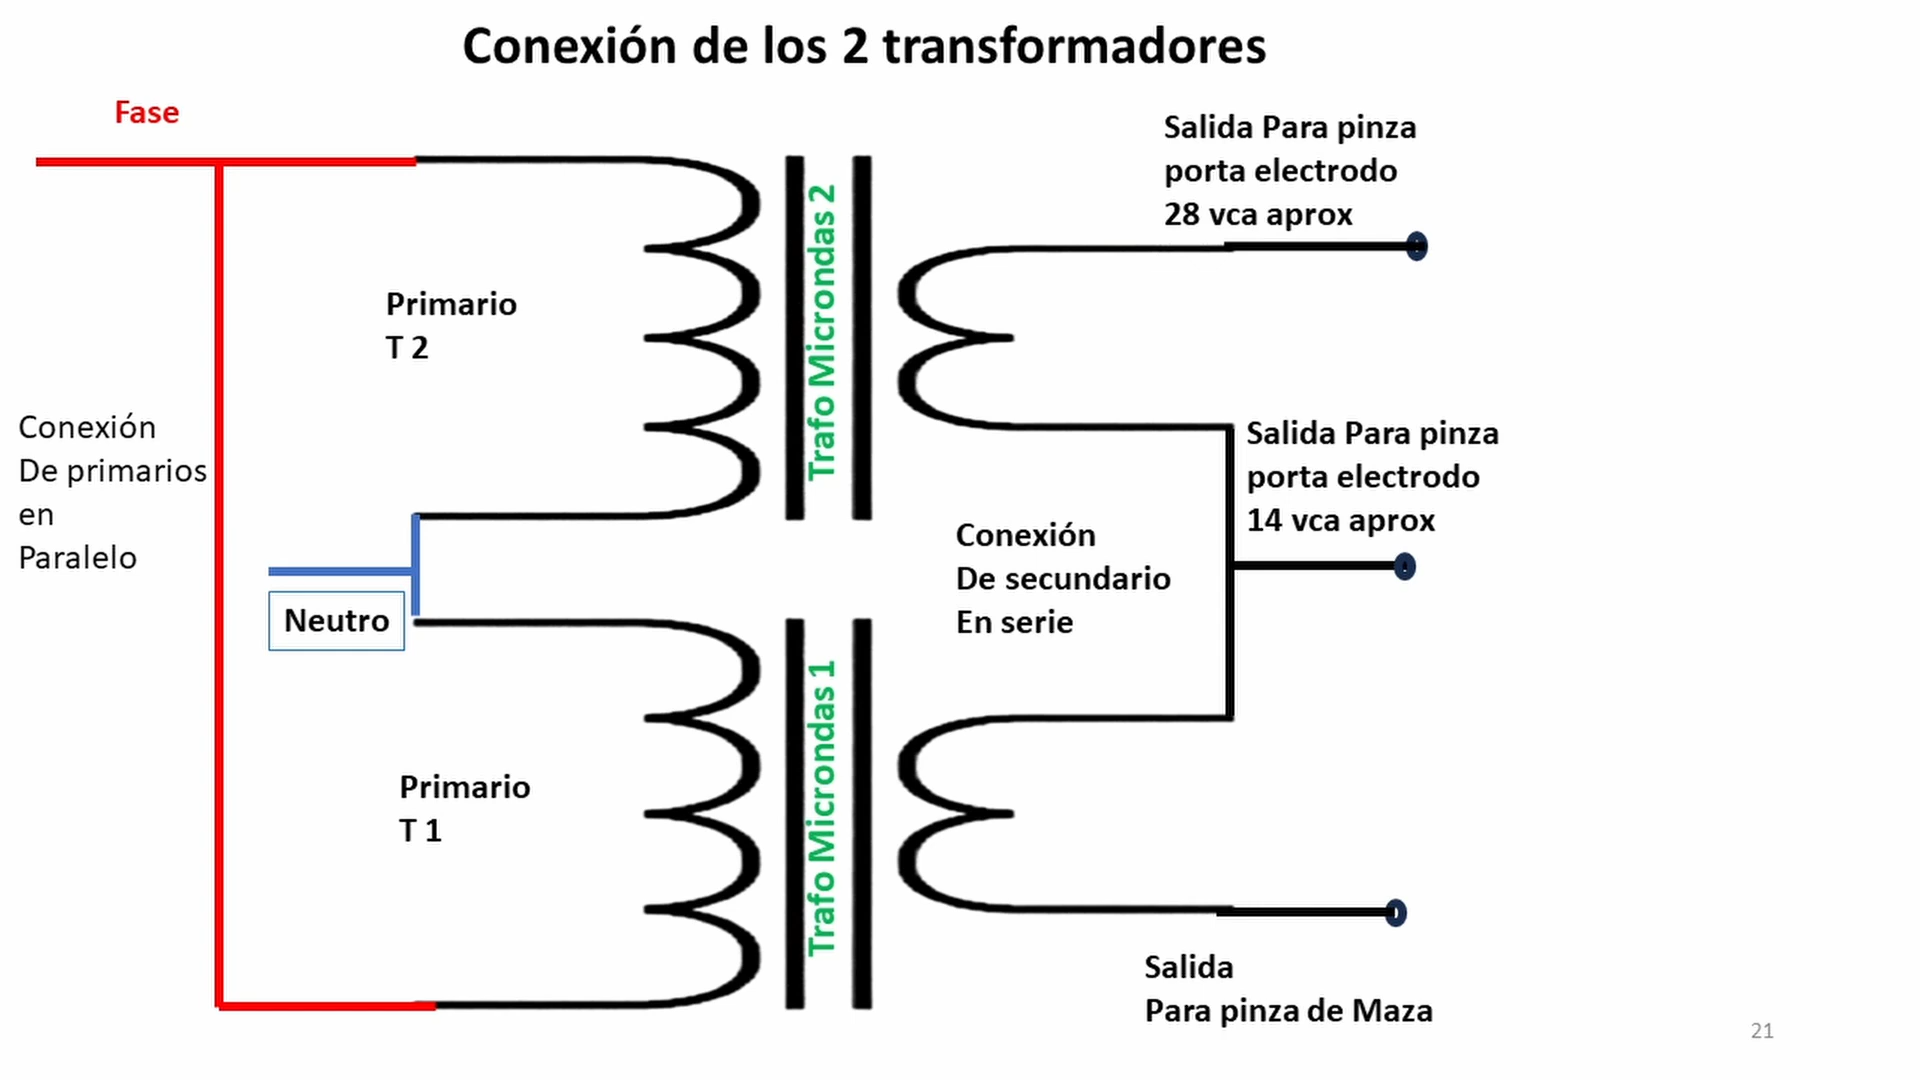 Conexión de los 2 transformadores
Fase
Salida Para pinza
porta electrodo
28 vca aprox
Trafo Microndas 2
Primario
T 2
Conexión
De primarios
en
Paralelo
Salida Para pinza
porta electrodo
14 vca aprox
Conexión
De secundario
En serie
Neutro
Trafo Microndas 1
Primario
T 1
Salida
Para pinza de Maza
21